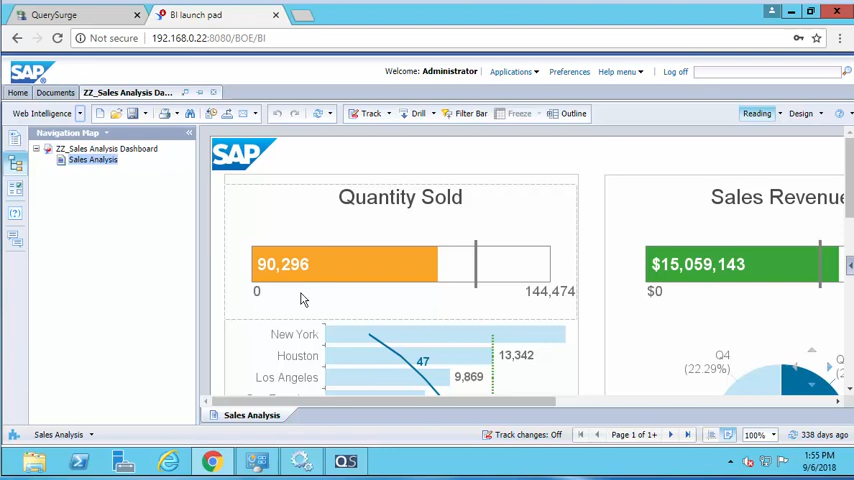 QuerySurge
BI launch pad
Not secure
192.168.0.22:8080/BOE/BI
SAP
Welcome: Administrator
Applications
Preferences
Help menu
Log off
Home
Documents
ZZ_Sales Analysis Da...
Web Intelligence
Track
Drill
Filter Bar
Freeze
Outline
Reading
Design
Navigation Map
ZZ_Sales Analysis Dashboard
Sales Analysis
SAP
Quantity Sold
90,296
0
144,474
New York
Houston
13,342
Los Angeles
9,869
47
Sales Revenue
$15,059,143
$0
Q4
(22.29%)
Sales Analysis
Sales Analysis
Track changes: Off
Page 1 of 1+
100%
338 days ago
QS
1:55 PM
9/6/2018